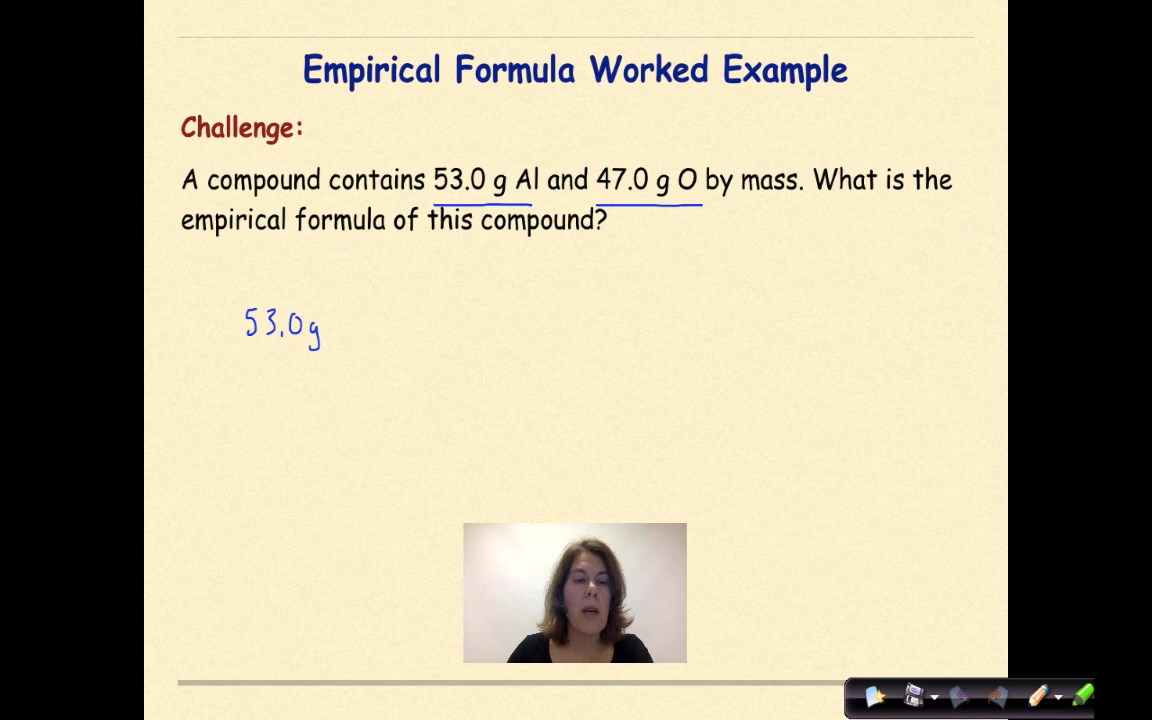 Empirical Formula Worked Example
Challenge:
A compound contains 53.0 g Al and 47.0 g O by mass. What is the
empirical formula of this compound?
53.0g